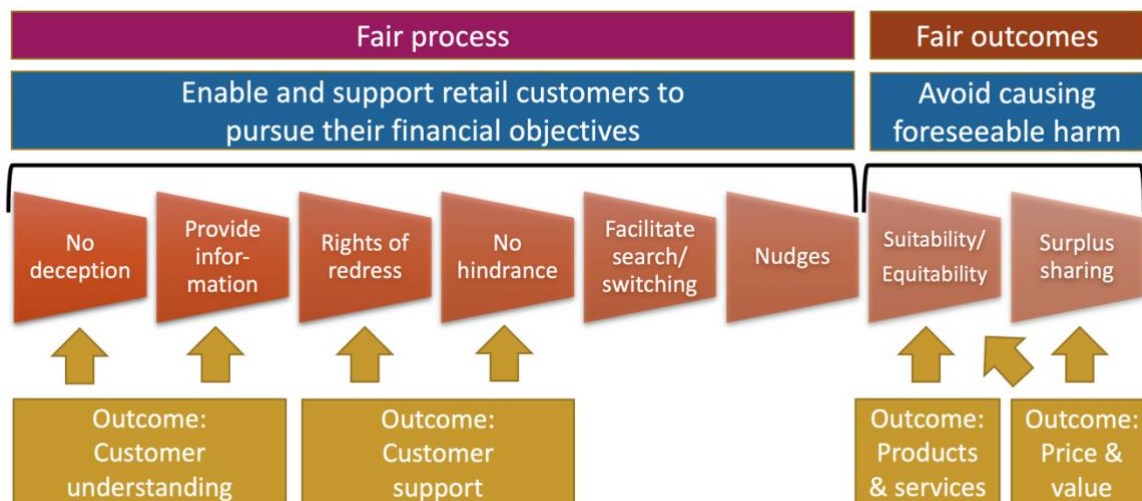 Fair process
Fair outcomes
Enable and support retail customers to
pursue their financial objectives
Avoid causing
foreseeable harm
No
deception
Provide
infor-
mation
Rights of
redress
No
hindrance
Facilitate
search/
switching
Nudges
Suitability/
Equitability
Surplus
sharing
Outcome:
Customer
understanding
Outcome:
Customer
support
Outcome:
Products
& services
Outcome:
Price &
value